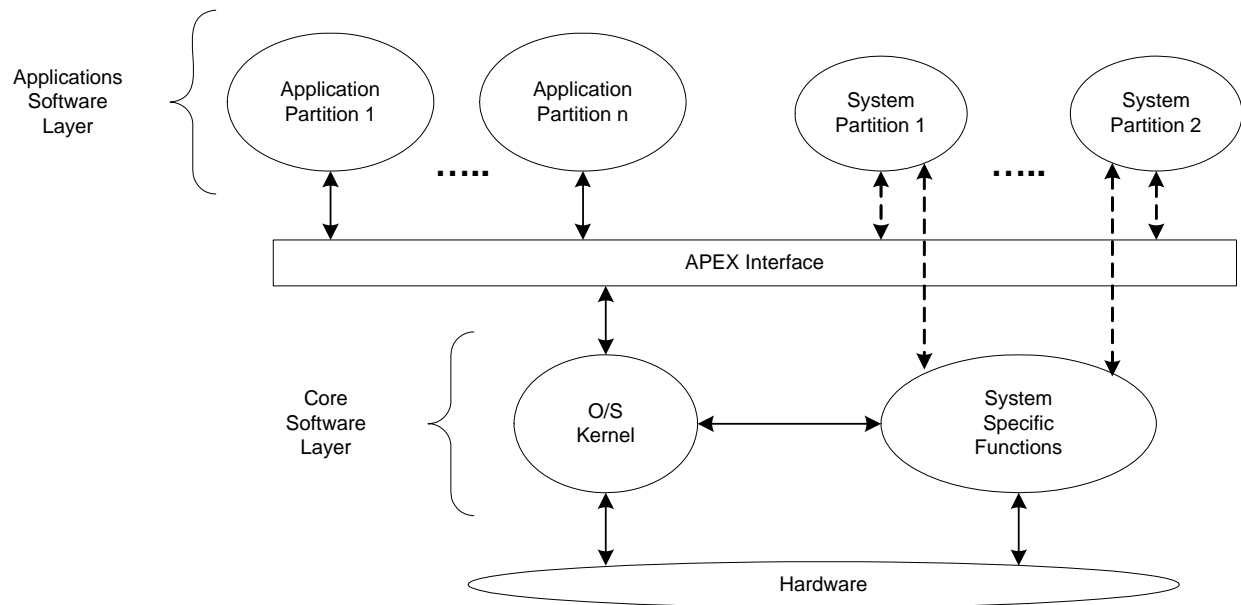 Applications
Software
Layer
Application
Partition 1
.....
Application
Partition n
System
Partition 1
.....
System
Partition 2
APEX Interface
Core
Software
Layer
O/S
Kernel
System
Specific
Functions
Hardware